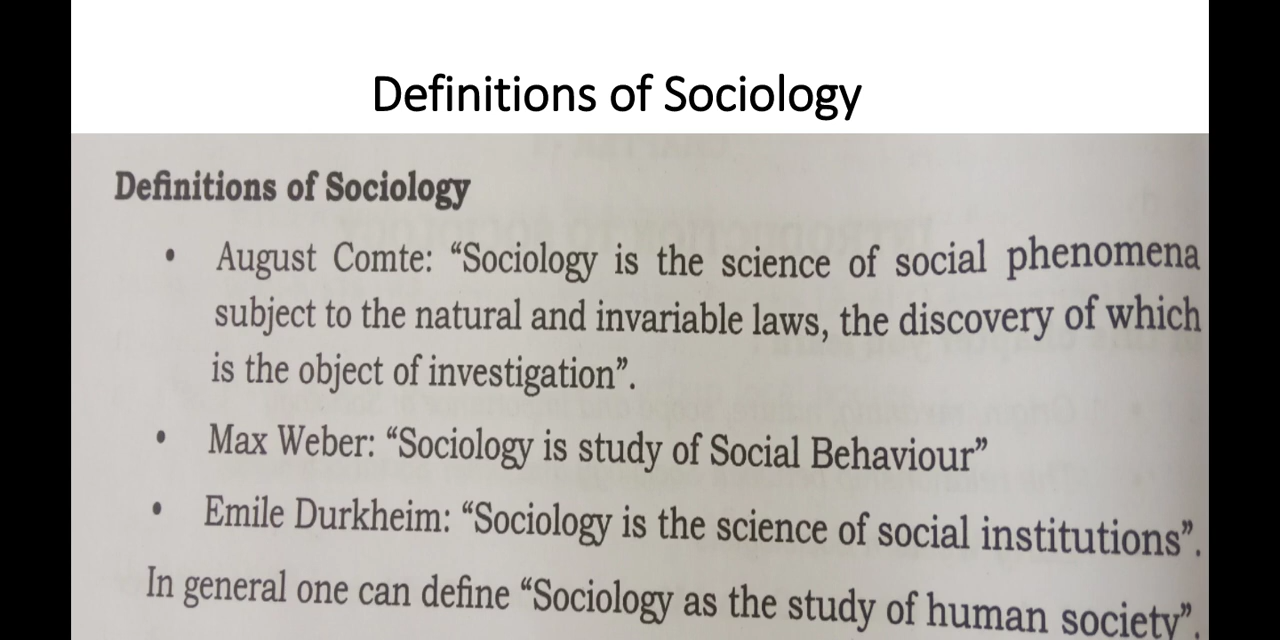 Definitions of Sociology
Definitions of Sociology
• August Comte: “Sociology is the science of social phenomena
subject to the natural and invariable laws, the discovery of which
is the object of investigation”.
• Max Weber: “Sociology is study of Social Behaviour”
• Emile Durkheim: “Sociology is the science of social institutions”.
In general one can define “Sociology as the study of human society”.